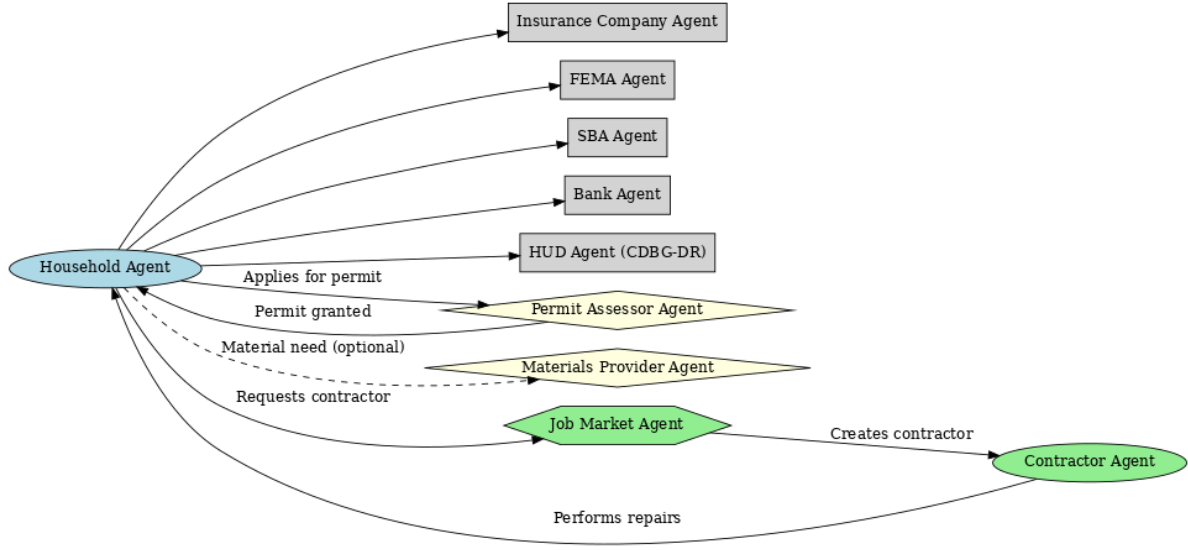 Insurance Company Agent
FEMA Agent
SBA Agent
Bank Agent
HUD Agent (CDBG-DR)
Household Agent
Applies for permit
Permit Assessor Agent
Permit granted
Material need (optional)
Materials Provider Agent
Requests contractor
Job Market Agent
Creates contractor
Contractor Agent
Performs repairs